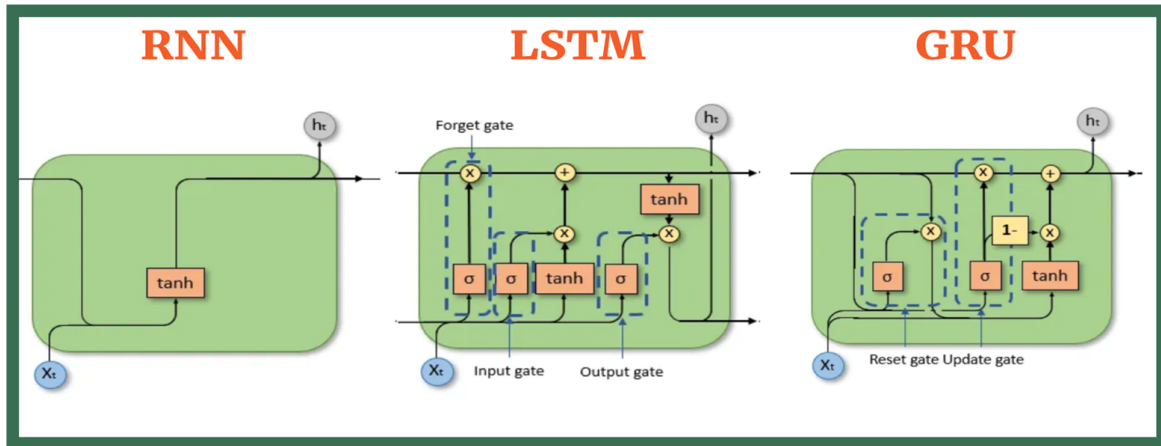 RNN
ht
tanh
Xt
LSTM
Forget gate
ht
x
+
tanh
x
x
σ
σ
tanh
σ
Xt
Input gate
Output gate
GRU
ht
x
+
x
1-
x
σ
σ
tanh
Xt
Reset gate Update gate